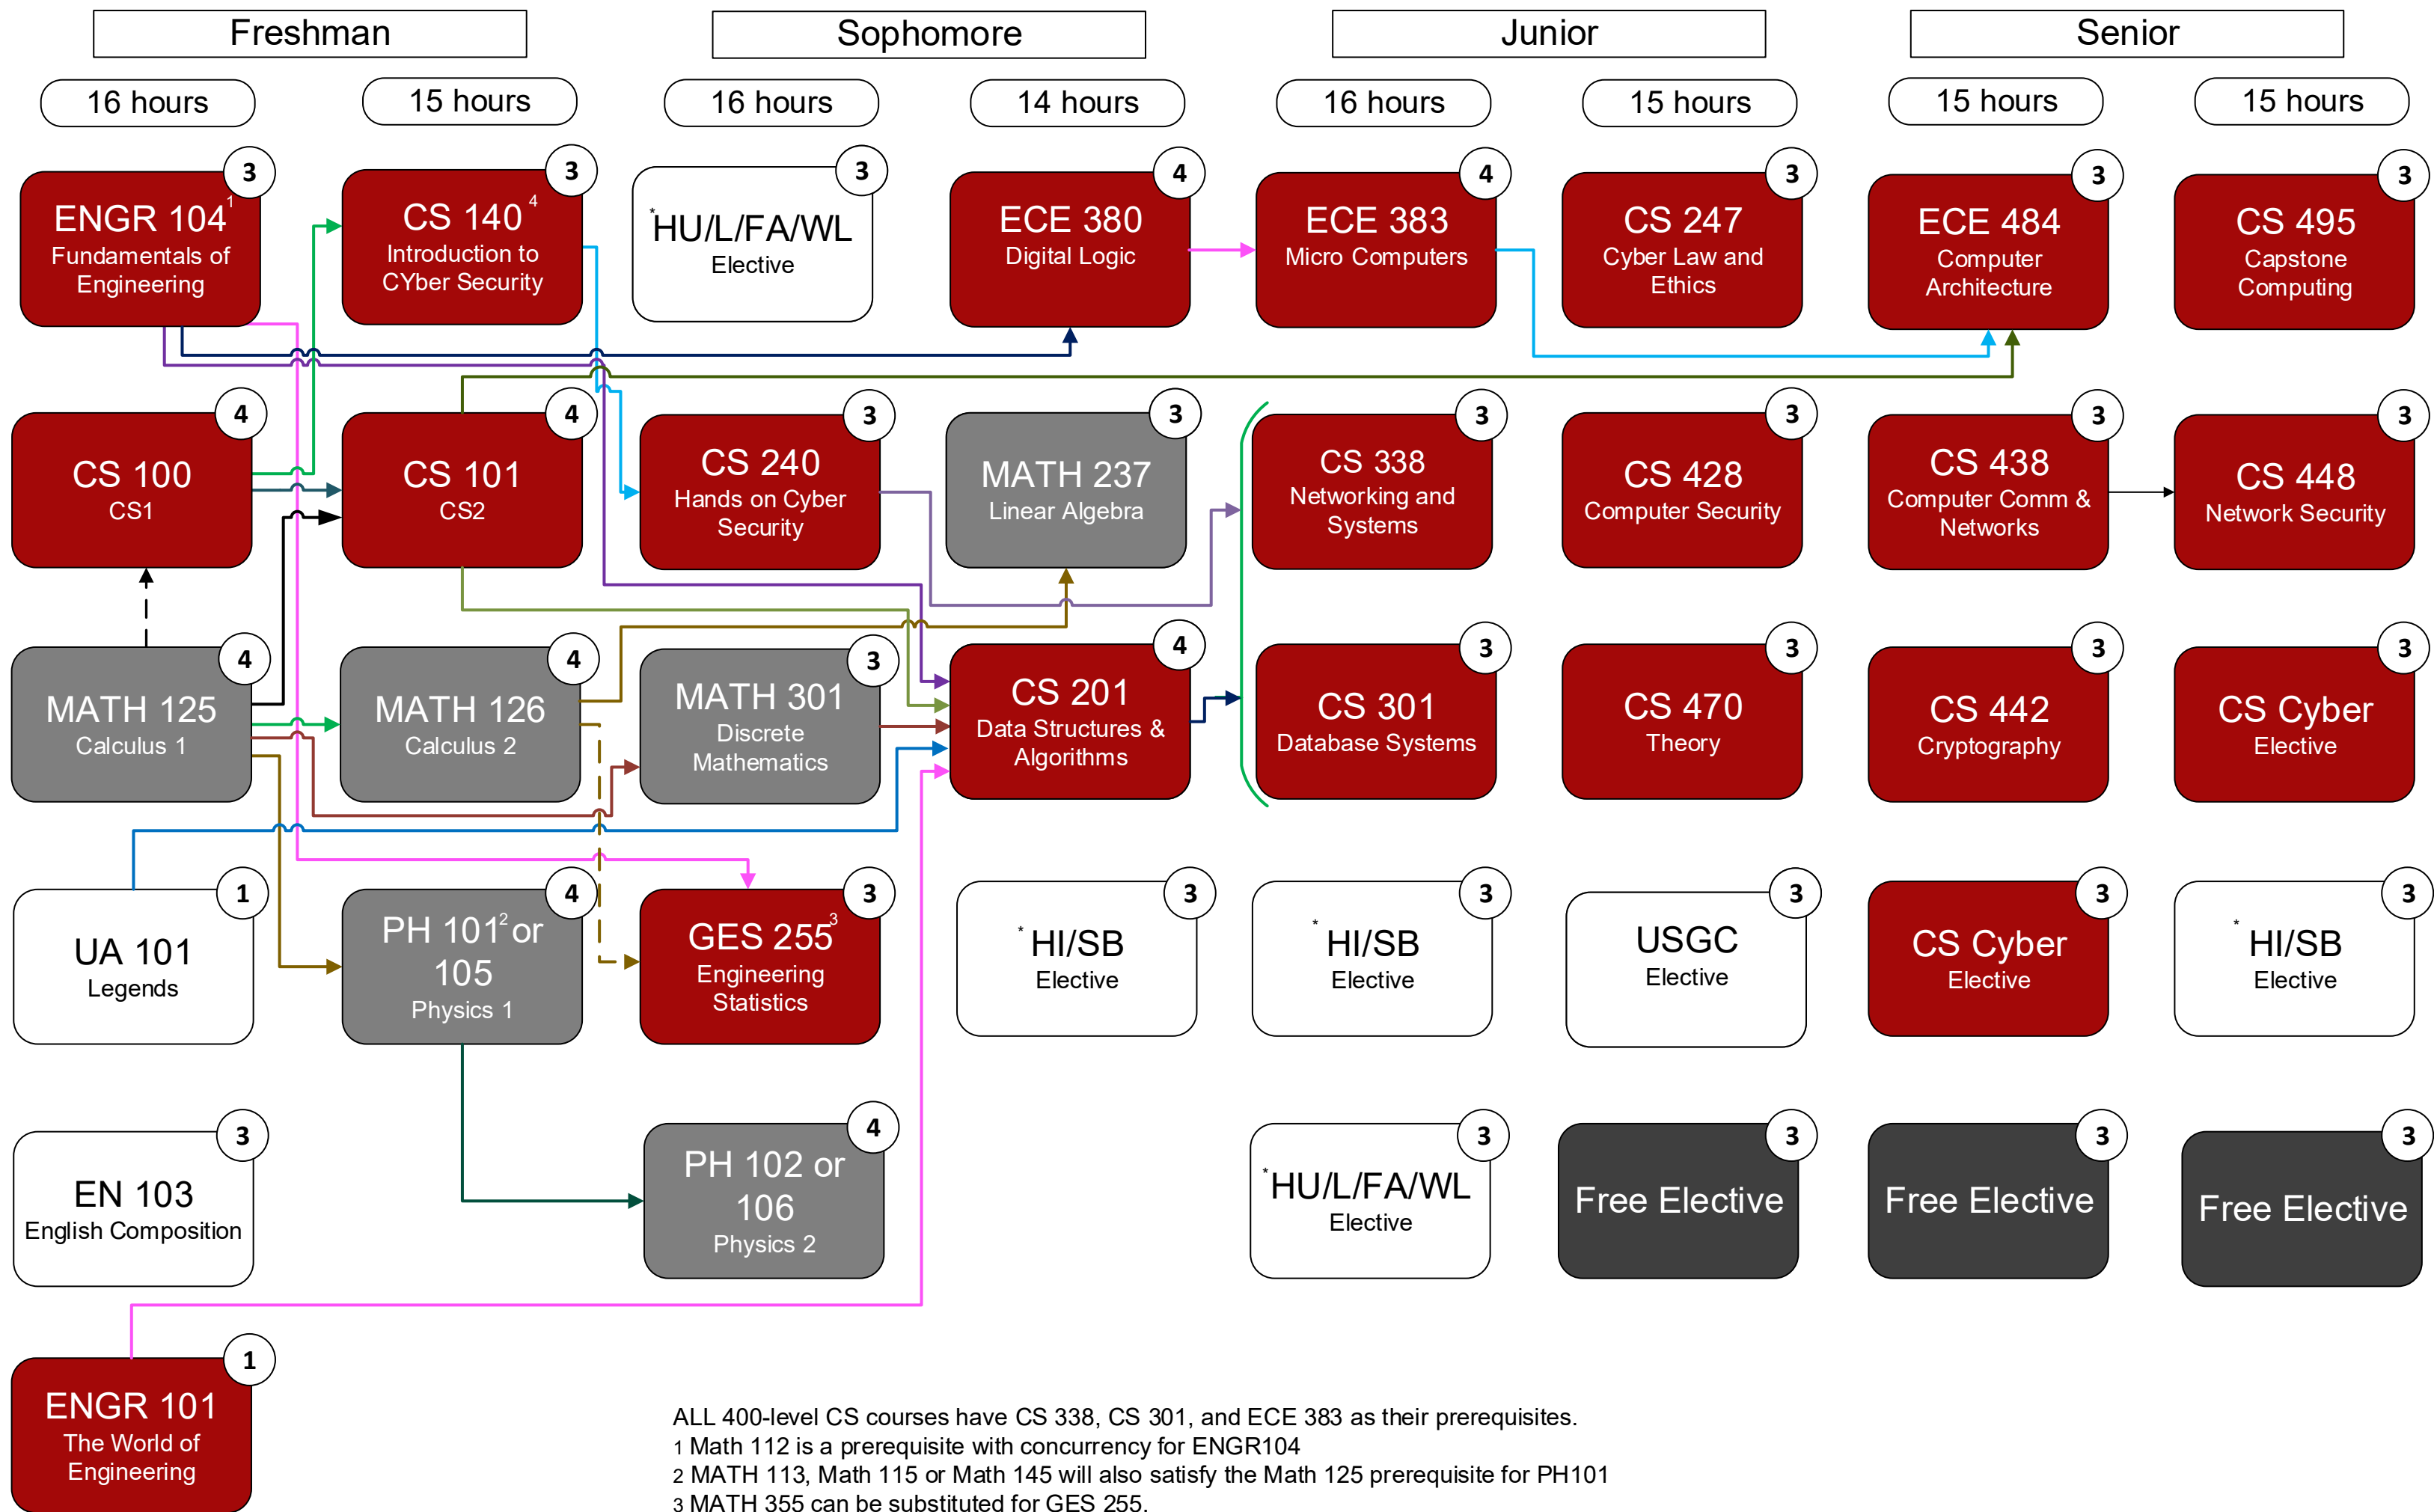 Freshman
Sophomore
Junior
Senior
16 hours
15 hours
16 hours
14 hours
16 hours
15 hours
15 hours
15 hours
3
ENGR 104 1
Fundamentals of
Engineering
3
CS 140 4
Introduction to
CYber Security
3
*HU/L/FA/WL
Elective
4
ECE 380
Digital Logic
4
ECE 383
Micro Computers
3
CS 247
Cyber Law and
Ethics
3
ECE 484
Computer
Architecture
3
CS 495
Capstone
Computing
4
CS 100
CS1
4
CS 101
CS2
3
CS 240
Hands on Cyber
Security
3
MATH 237
Linear Algebra
3
CS 338
Networking and
Systems
3
CS 428
Computer Security
3
CS 438
Computer Comm &
Networks
3
CS 448
Network Security
4
MATH 125
Calculus 1
4
MATH 126
Calculus 2
3
MATH 301
Discrete
Mathematics
4
CS 201
Data Structures &
Algorithms
3
CS 301
Database Systems
3
CS 470
Theory
3
CS 442
Cryptography
3
CS Cyber
Elective
1
UA 101
Legends
4
PH 101 2 or
105
Physics 1
3
GES 255 3
Engineering
Statistics
3
* HI/SB
Elective
3
* HI/SB
Elective
3
USGC
Elective
3
CS Cyber
Elective
3
* HI/SB
Elective
3
EN 103
English Composition
4
PH 102 or
106
Physics 2
3
*HU/L/FA/WL
Elective
3
Free Elective
3
Free Elective
3
Free Elective
1
ENGR 101
The World of
Engineering
ALL 400-level CS courses have CS 338, CS 301, and ECE 383 as their prerequisites.
1 Math 112 is a prerequisite with concurrency for ENGR104
2 MATH 113, Math 115 or Math 145 will also satisfy the Math 125 prerequisite for PH101
3 MATH 355 can be substituted for GES 255.